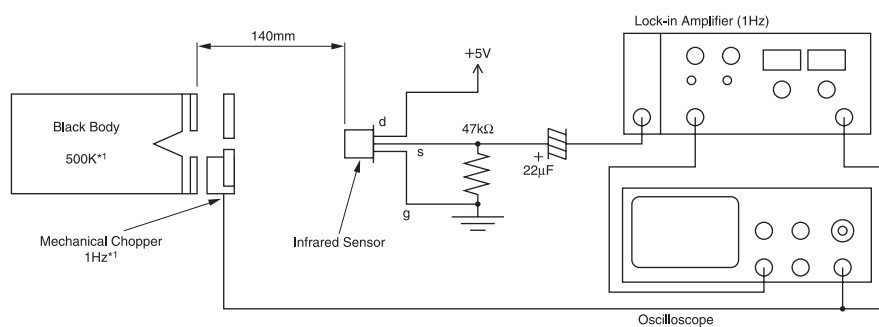 Lock-in Amplifier (1Hz)
140mm
+5V
Black Body
500K*1
d
47kΩ
s
+
22μF
g
Mechanical Chopper
1Hz*1
Infrared Sensor
Oscilloscope